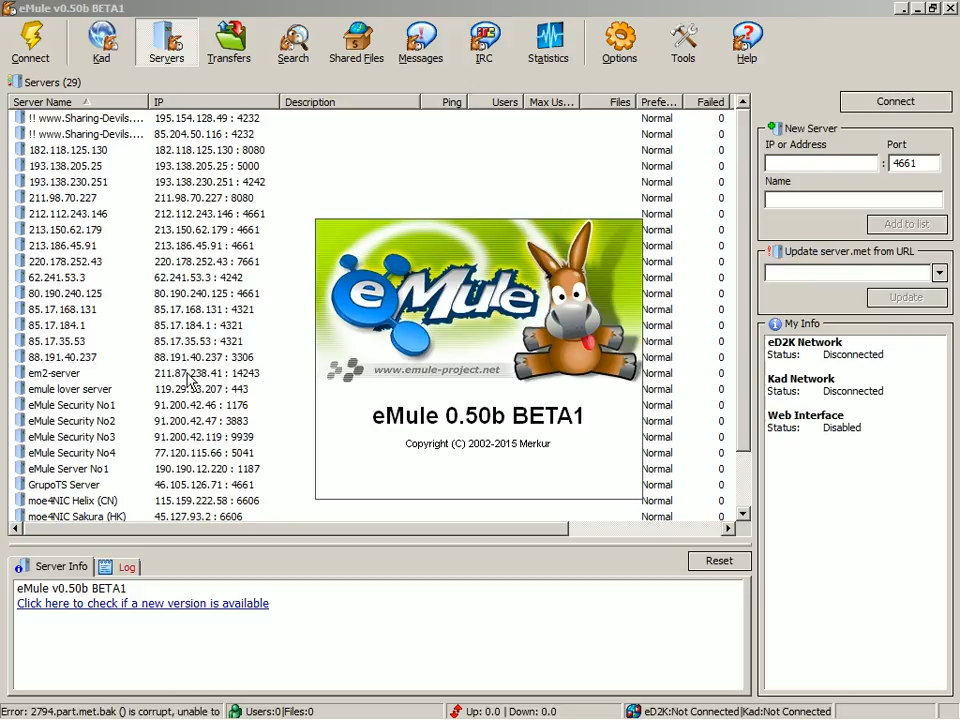 eMule v0.50b BETA1
Connect
Kad
Servers
Transfers
Search
Shared Files
Messages
IRC
Statistics
Options
Tools
Help
Servers (29)
Server Name IP Description Ping Users Max Us... Files Prefe... Failed
!! www.Sharing-Devils.... 195.154.128.49 : 4232 Normal 0
!! www.Sharing-Devils.... 85.204.50.116 : 4232 Normal 0
182.118.125.130 182.118.125.130 : 8080 Normal 0
193.138.205.25 193.138.205.25 : 5000 Normal 0
193.138.230.251 193.138.230.251 : 4242 Normal 0
211.98.70.227 211.98.70.227 : 8080 Normal 0
212.112.243.146 212.112.243.146 : 4661 Normal 0
213.150.62.179 213.150.62.179 : 4661 Normal 0
213.186.45.91 213.186.45.91 : 4661 Normal 0
220.178.252.43 220.178.252.43 : 7661 Normal 0
62.241.53.3 62.241.53.3 : 4242 Normal 0
80.190.240.125 80.190.240.125 : 4661 Normal 0
85.17.168.131 85.17.168.131 : 4321 Normal 0
85.17.184.1 85.17.184.1 : 4321 Normal 0
85.17.35.53 85.17.35.53 : 4321 Normal 0
88.191.40.237 88.191.40.237 : 3306 Normal 0
em2-server 211.87.238.41 : 14243 Normal 0
emule lover server 443 Normal 0
eMule Security No1 91.200.42.46 : 1176 Normal 0
eMule Security No2 91.200.42.47 : 3883 Normal 0
eMule Security No3 91.200.42.119 : 9939 Normal 0
eMule Security No4 77.120.115.66 : 5041 Normal 0
eMule Server No1 190.190.12.220 : 1187 Normal 0
GrupoTS Server 46.105.126.71 : 4661 Normal 0
moe4NIC Helix (CN) 115.159.222.58 : 6606 Normal 0
moe4NIC Sakura (HK) 45.127.93.2 : 6606 Normal 0
eMule
www.emule-project.net
eMule 0.50b BETA1
Copyright (C) 2002-2015 Merkur
Connect
New Server
IP or Address Port
: 4661
Name
Add to list
Update server.met from URL
Update
My Info
eD2K Network
Status: Disconnected
Kad Network
Status: Disconnected
Web Interface
Status: Disabled
Server Info Log
Reset
eMule v0.50b BETA1
Click here to check if a new version is available
Error: 2794.part.met.bak () is corrupt, unable to
Users:0|Files:0
Up: 0.0 | Down: 0.0
eD2K:Not Connected|Kad:Not Connected